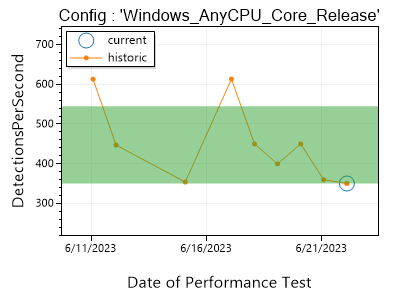 Config : 'Windows_AnyCPU_Core_Release'
current
historic
700
600
500
400
300
DetectionsPerSecond
6/11/2023
6/16/2023
6/21/2023
Date of Performance Test